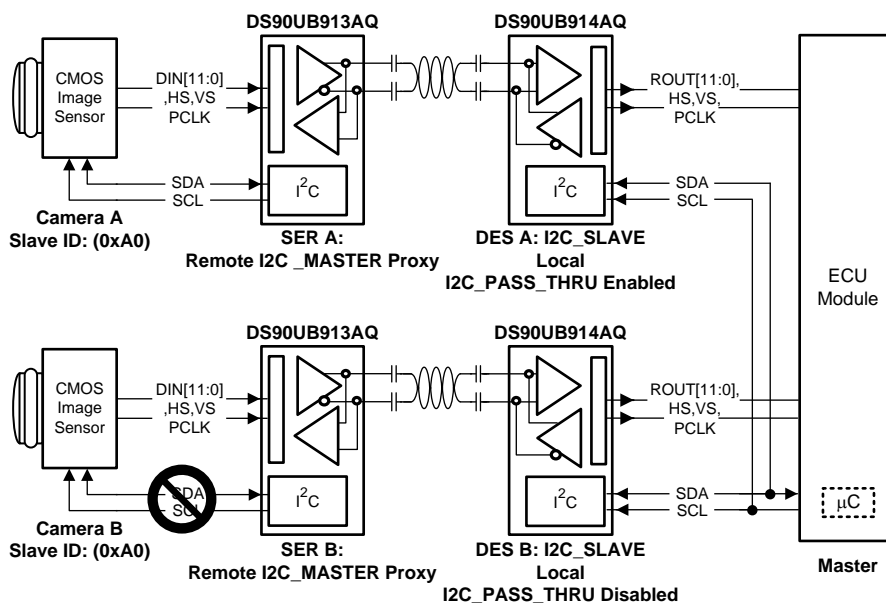 DS90UB913AQ
DS90UB914AQ
CMOS
Image
Sensor
DIN[11:0]
,HS,VS
PCLK
ROUT[11:0],
HS,VS,
PCLK
SDA
SCL
I2C
I2C
SDA
SCL
Camera A
Slave ID: (0xA0)
SER A:
Remote I2C _MASTER Proxy
DES A: I2C_SLAVE
Local
I2C_PASS_THRU Enabled
ECU
Module
DS90UB913AQ
DS90UB914AQ
CMOS
Image
Sensor
DIN[11:0]
,HS,VS
PCLK
ROUT[11:0],
HS,VS,
PCLK
SDA
SCL
I2C
I2C
SDA
SCL
μC
Camera B
Slave ID: (0xA0)
SER B:
Remote I2C_MASTER Proxy
DES B: I2C_SLAVE
Local
I2C_PASS_THRU Disabled
Master